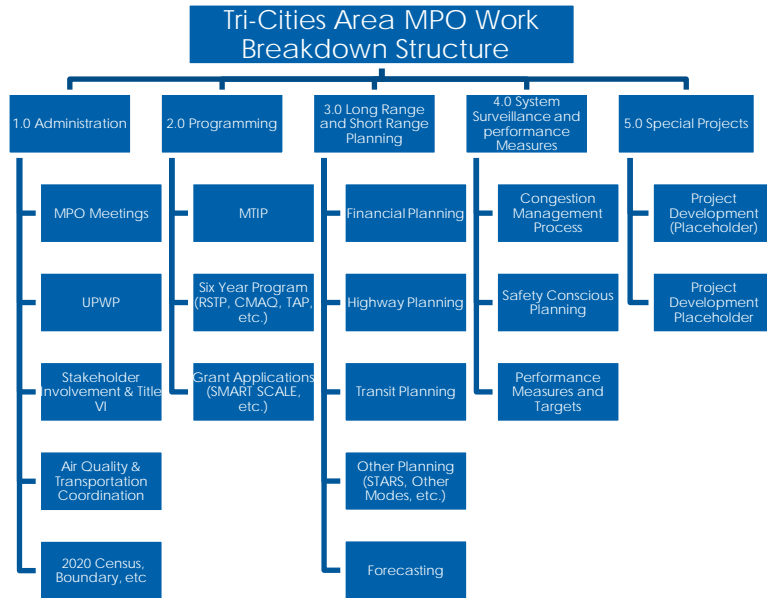 Tri-Cities Area MPO Work
Breakdown Structure
1.0 Administration
MPO Meetings
UPWP
Stakeholder
Involvement & Title
VI
Air Quality &
Transportation
Coordination
2020 Census,
Boundary, etc
2.0 Programming
MTIP
Six Year Program
(RSTP, CMAQ, TAP,
etc.)
Grant Applications
(SMART SCALE,
etc.)
3.0 Long Range
and Short Range
Planning
Financial Planning
Highway Planning
Transit Planning
Other Planning
(STARS, Other
Modes, etc.)
Forecasting
4.0 System
Surveillance and
performance
Measures
Congestion
Management
Process
Safety Conscious
Planning
Performance
Measures and
Targets
5.0 Special Projects
Project
Development
(Placeholder)
Project
Development
Placeholder